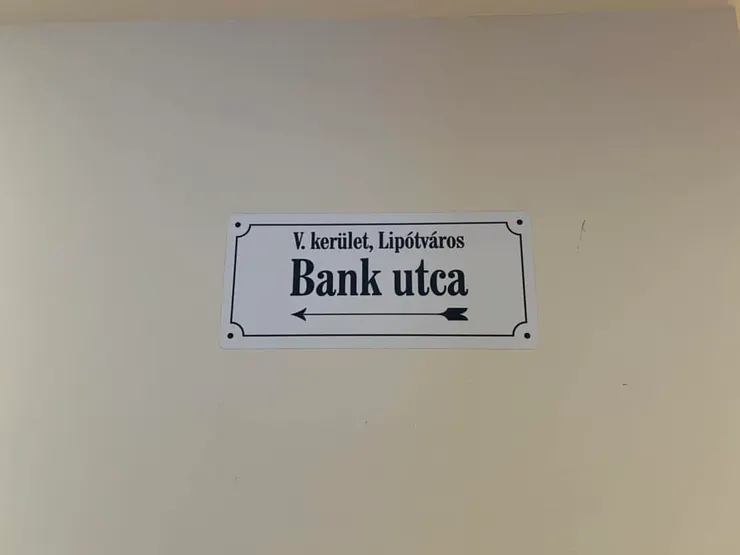 V. kerület, Lipótváros
Bank utca